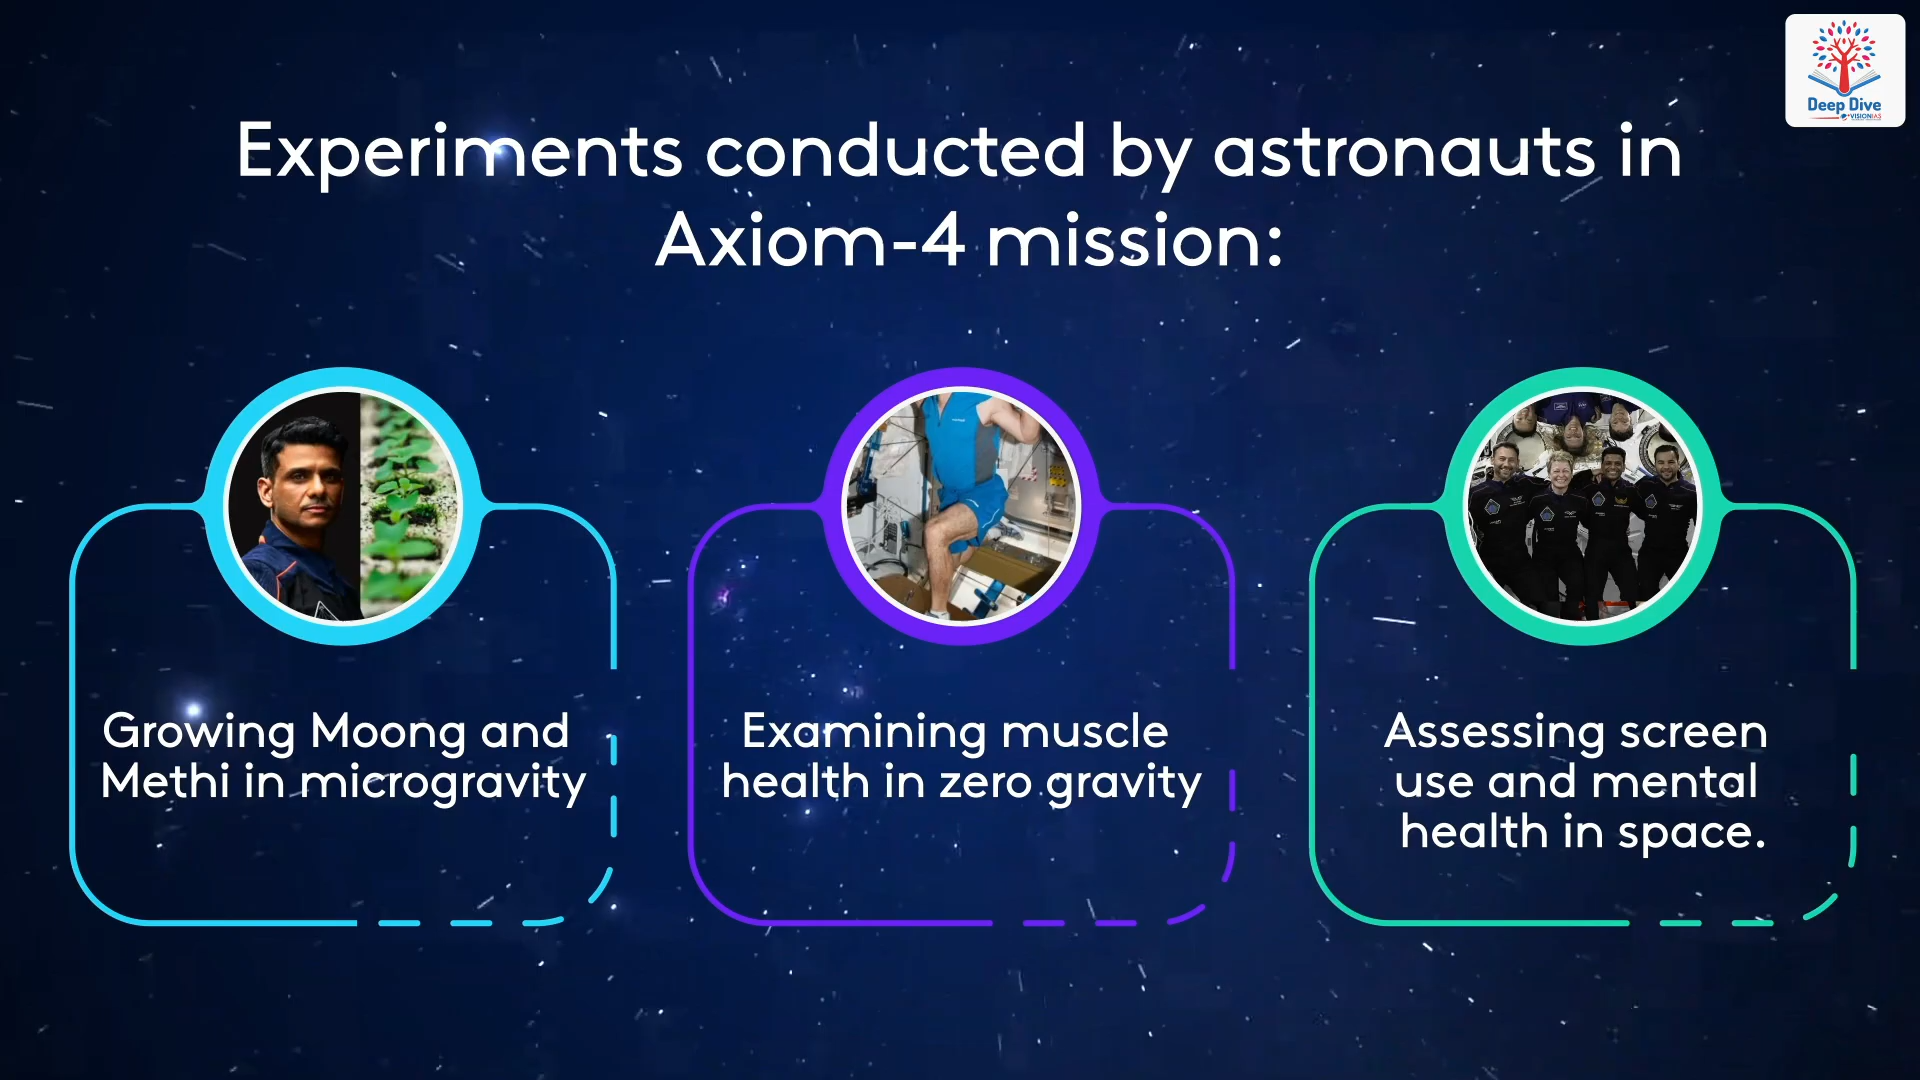 Deep Dive
VISIONIAS
Experiments conducted by astronauts in
Axiom-4 mission:
Growing Moong and
Methi in microgravity
Examining muscle
health in zero gravity
Assessing screen
use and mental
health in space.